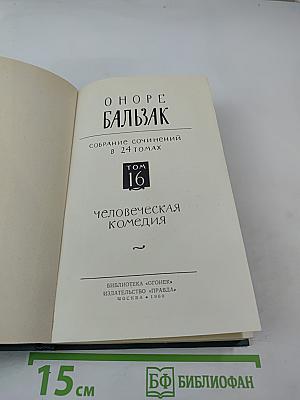 ОНОРЕ
БАЛЬЗАК
СОБРАНИЕ СОЧИНЕНИЙ
В 24 ТОМАХ
ТОМ
16
ЧЕЛОВЕЧЕСКАЯ
КОМЕДИЯ
БИБЛИОТЕКА «ОГОНЕК»
ИЗДАТЕЛЬСТВО «ПРАВДА»
МОСКВА • 1960
15 см
БФ БИБЛИОФАН